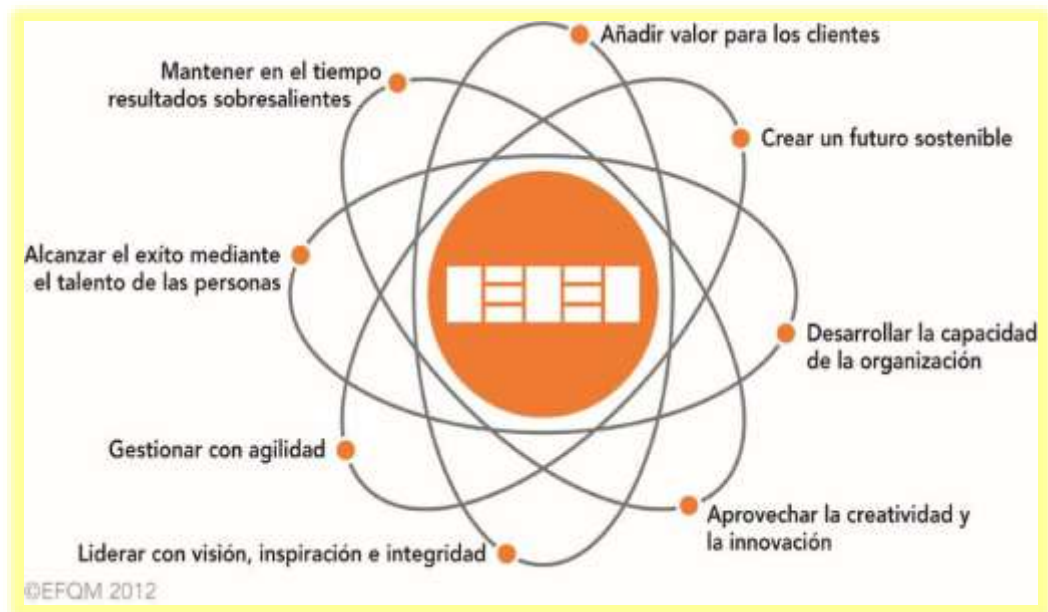 Añadir valor para los clientes
Mantener en el tiempo
resultados sobresalientes
Crear un futuro sostenible
Alcanzar el exito mediante
el talento de las personas
Desarrollar la capacidad
de la organización
Gestionar con agilidad
Aprovechar la creatividad y
la innovación
Liderar con visión, inspiración e integridad
©EFQM 2012